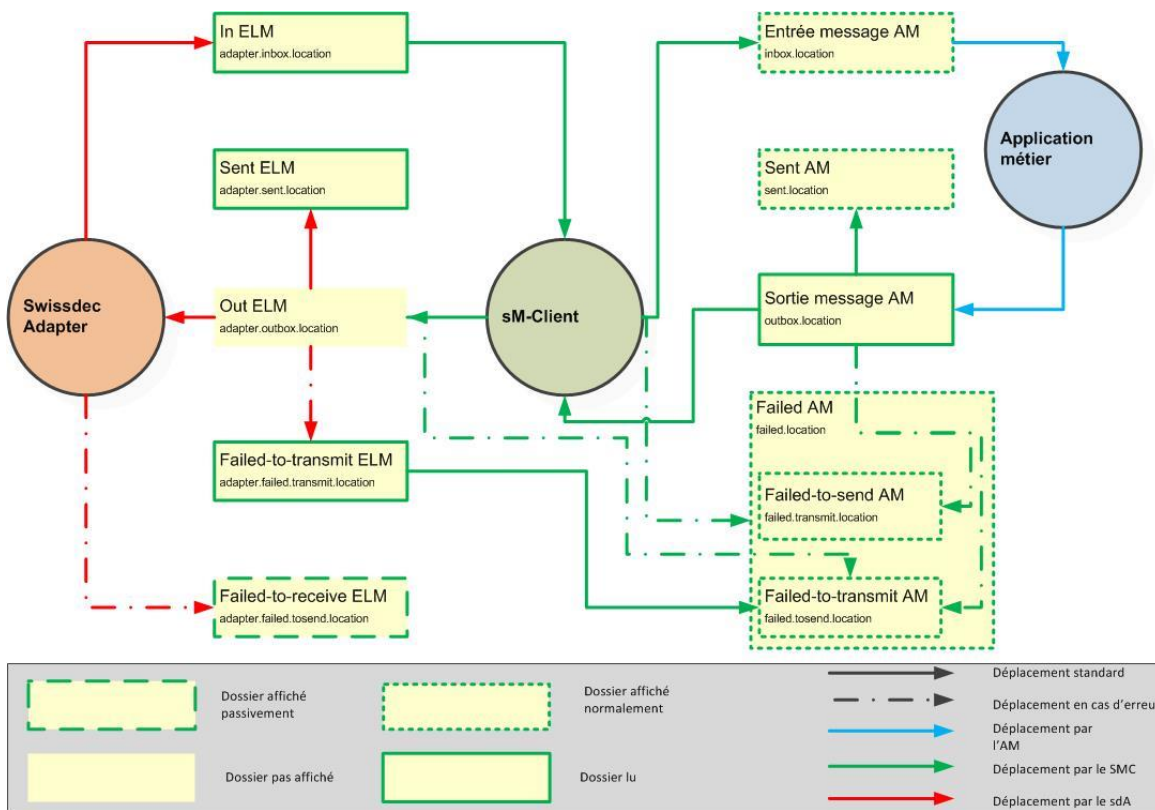 In ELM
adapter.inbox.location
Entrée message AM
inbox.location
Application
métier
Sent ELM
adapter.sent.location
Sent AM
sent.location
Swissdec
Adapter
Out ELM
adapter.outbox.location
sM-Client
Sortie message AM
outbox.location
Failed AM
failed.location
Failed-to-transmit ELM
adapter.failed.transmit.location
Failed-to-send AM
failed.transmit.location
Failed-to-receive ELM
adapter.failed.tosend.location
Failed-to-transmit AM
failed.tosend.location
Dossier affiché
passivement
Dossier affiché
normalement
Déplacement standard
Déplacement en cas d'erreu
Déplacement par
l'AM
Dossier pas affiché
Dossier lu
Déplacement par le SMC
Déplacement par le sdA